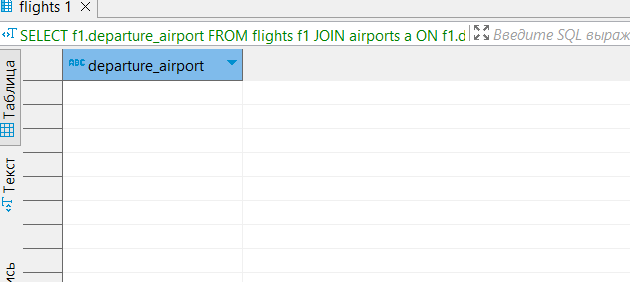 flights 1
SELECT f1.departure_airport FROM flights f1 JOIN airports a ON f1.d
Введите SQL выраж
ABC departure_airport
Таблица
Текст